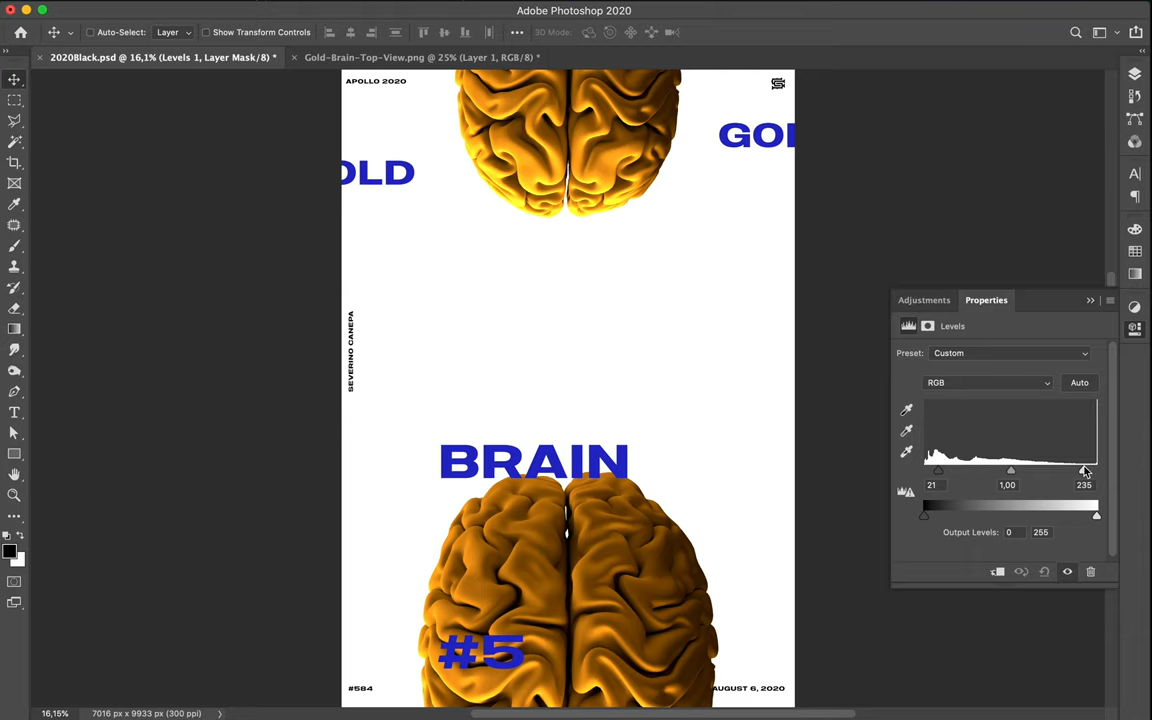 Adobe Photoshop 2020
Auto-Select: Layer Show Transform Controls 3D Mode:
2020Black.psd @ 16,1% (Levels 1, Layer Mask/8) * Gold-Brain-Top-View.png @ 25% (Layer 1, RGB/8) *
APOLLO 2020
GOL
OLD
SEVERINO CANEPA
BRAIN
#5
#584
AUGUST 6, 2020
Adjustments Properties
Levels
Preset: Custom
RGB Auto
21 1,00 235
Output Levels: 0 255
16,15% 7016 px x 9933 px (300 ppi)